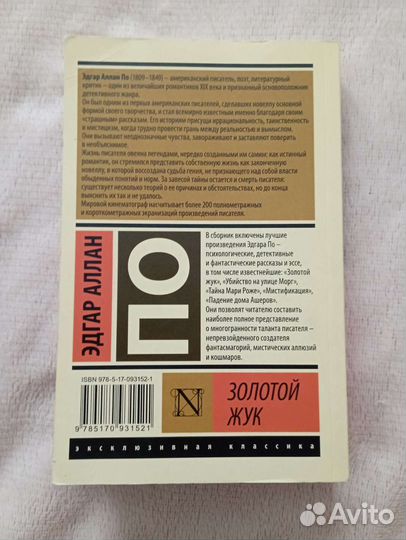 Эдгар Аллан По (1809–1849) – американский писатель, поэт, литературный
критик – один из величайших романтиков XIX века и признанный основоположник
детективного жанра.
Он был одним из первых американских писателей, сделавших новеллу основной
формой своего творчества, и стал всемирно известным именно благодаря своим
«страшным» рассказам. Его историям присущи иррациональность, таинственность
и мистицизм, когда трудно провести грань между реальностью и вымыслом.
Они вызывают неоднозначные чувства, завораживают и заставляют поверить
в необъяснимое.
Жизнь писателя овеяна легендами, нередко созданными им самим: как истинный
романтик, он стремился представить собственную жизнь как законченную
новеллу, в которой воссоздана судьба гения, не признающего над собой власти
обыденных понятий и норм. За завесой тайны остается и смерть писателя:
существует несколько теорий о ее причинах и обстоятельствах, но до конца
выяснить их так и не удалось.
Мировой кинематограф насчитывает более 200 полнометражных
и короткометражных экранизаций произведений писателя.
ЭДГАР АЛЛАН
ПО
В сборник включены лучшие
произведения Эдгара По –
психологические, детективные
и фантастические рассказы и эссе,
в том числе известнейшие: «Золотой
жук», «Убийство на улице Морг»,
«Тайна Мари Роже», «Мистификация»,
«Падение дома Ашеров».
Они позволят читателю составить
наиболее полное представление
о многогранности таланта писателя –
непревзойденного создателя
фантасмагорий, мистических аллюзий
и кошмаров.
ISBN 978-5-17-093152-1
9 785170 931521
N
ЗОЛОТОЙ
ЖУК
эксклюзивная классика
Avito